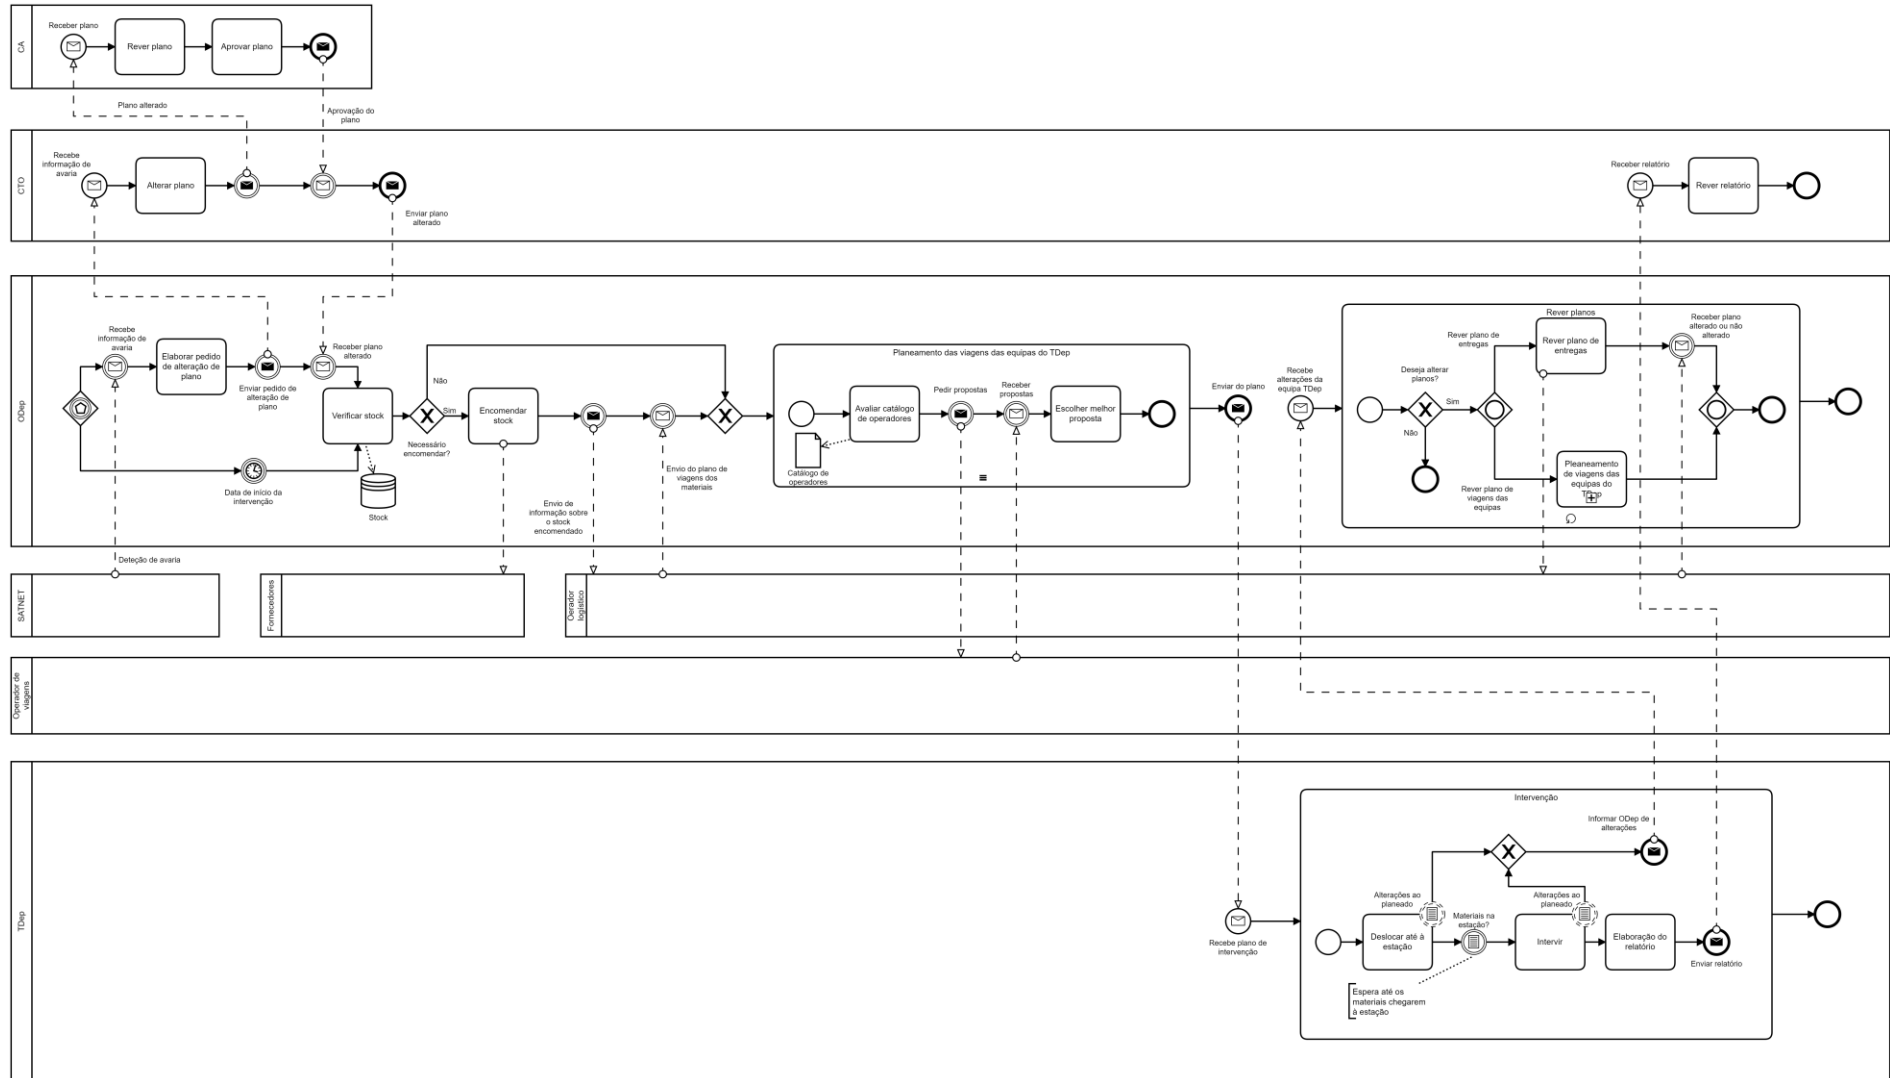 CA
Receber plano
Rever plano
Aprovar plano
Plano alterado
Aprovação do
plano
CTO
Recebe
informação de
avaria
Alterar plano
Enviar plano
alterado
Receber relatório
Rever relatório
ODep
Recebe
informação de
avaria
Elaborar pedido
de alteração de
plano
Enviar pedido de
alteração de
plano
Receber plano
alterado
Verificar stock
Data de início da
intervenção
Stock
Não
Sim
Necessário
encomendar?
Encomendar
stock
Envio de
informação sobre
o stock
encomendado
Envio do plano de
viagens dos
materiais
Planeamento das viagens das equipas do TDep
Avaliar catálogo
de operadores
Catálogo de
operadores
Pedir propostas
Receber
propostas
Escolher melhor
proposta
Enviar do plano
Recebe
alterações da
equipa TDep
Rever planos
Deseja alterar
planos?
Sim
Não
Rever plano de
entregas
Rever plano de
entregas
Rever plano de
viagens das
equipas
Pleaneamento
de viagens das
equipas do
TDep
Receber plano
alterado ou não
alterado
Deteção de avaria
SATNET
Fornecedores
Oerador
logístico
Operador de
viagens
TDep
Recebe plano de
intervenção
Intervenção
Informar ODep de
alterações
Alterações ao
planeado
Deslocar até à
estação
Materiais na
estação?
Alterações ao
planeado
Intervir
Elaboração do
relatório
Enviar relatório
Espera até os
materiais chegarem
à estação